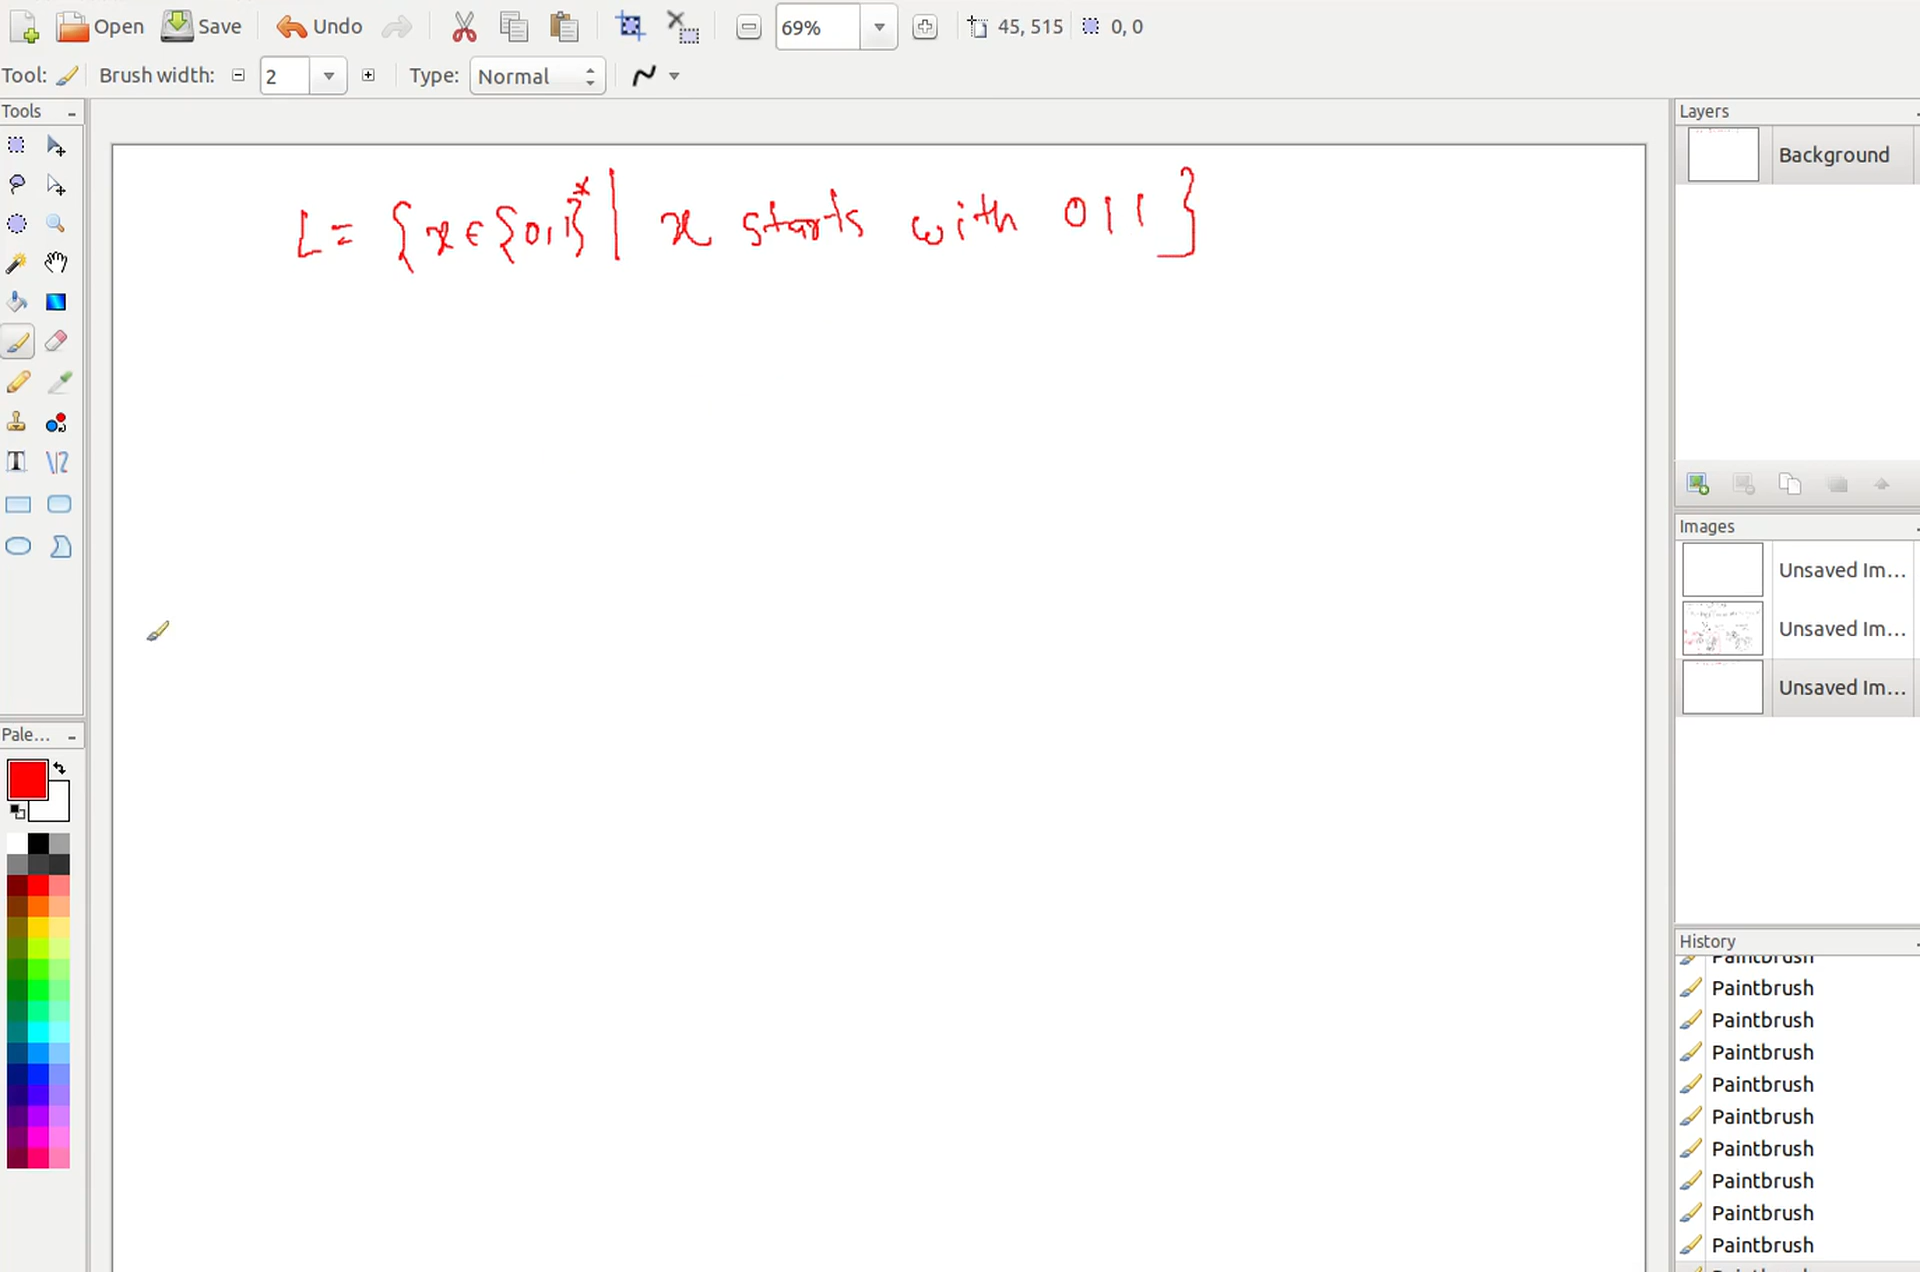 Open Save Undo 69% 45, 515 0, 0
Tool: Brush width: 2 Type: Normal
Tools
Layers
Background
L = {x ∈ {0,1}* | x starts with 011}
Images
Unsaved Im...
Unsaved Im...
Unsaved Im...
Pale...
History
Paintbrush
Paintbrush
Paintbrush
Paintbrush
Paintbrush
Paintbrush
Paintbrush
Paintbrush
Paintbrush
Paintbrush